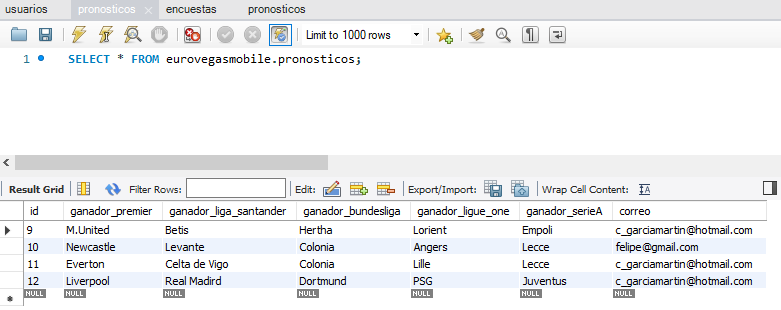 usuarios pronosticos encuestas pronosticos
Limit to 1000 rows
1 SELECT * FROM eurovegasmobile.pronosticos;
Result Grid Filter Rows: Edit: Export/Import: Wrap Cell Content:
id ganador_premier ganador_liga_santander ganador_bundesliga ganador_ligue_one ganador_serieA correo
9 M.United Betis Hertha Lorient Empoli c_garciamartin@hotmail.com
10 Newcastle Levante Colonia Angers Lecce felipe@gmail.com
11 Everton Celta de Vigo Colonia Lille Lecce c_garciamartin@hotmail.com
12 Liverpool Real Madird Dortmund PSG Juventus c_garciamartin@hotmail.com
NULL NULL NULL NULL NULL NULL NULL